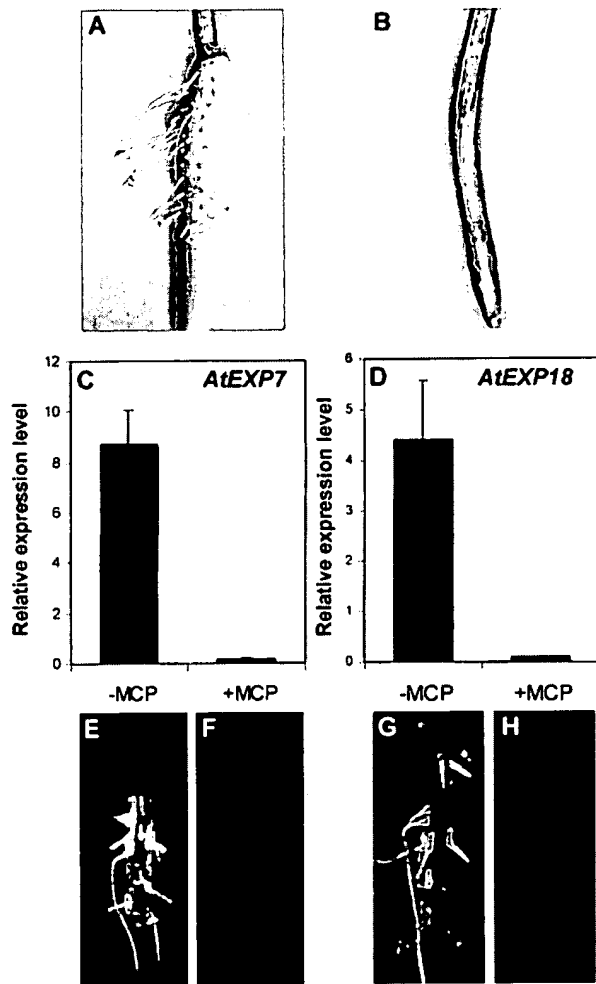 A
B
C AtEXP7
D AtEXP18
Relative expression level
12
10
8
6
4
2
0
Relative expression level
6
5
4
3
2
1
0
-MCP +MCP
-MCP +MCP
E F
G H